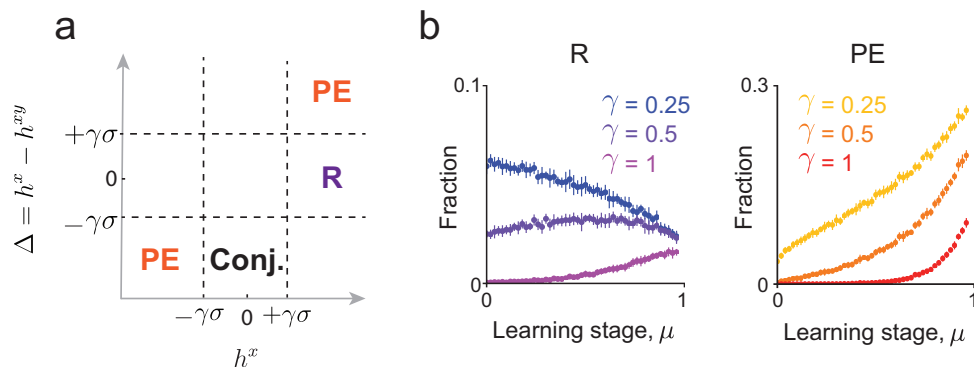 a
Δ = h^x − h^{xy}
+γσ
0
−γσ
PE
R
PE
Conj.
−γσ
0
+γσ
h^x
b
R
0.1
γ = 0.25
γ = 0.5
γ = 1
Fraction
0
0
1
Learning stage, μ
PE
0.3
γ = 0.25
γ = 0.5
γ = 1
Fraction
0
0
1
Learning stage, μ